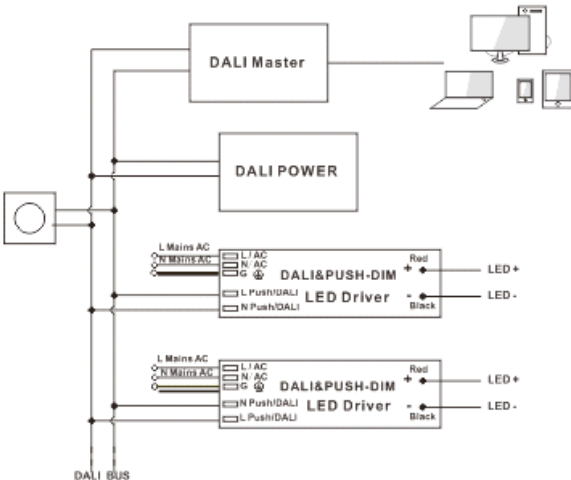 DALI Master
DALI POWER
L Mains AC
N Mains AC
L/AC
N/AC
G
L Push/DALI
N Push/DALI
DALI&PUSH-DIM
LED Driver
Red
+
-
Black
LED+
LED-
L Mains AC
N Mains AC
L/AC
N/AC
G
N Push/DALI
L Push/DALI
DALI&PUSH-DIM
LED Driver
Red
+
-
Black
LED+
LED-
DALI BUS